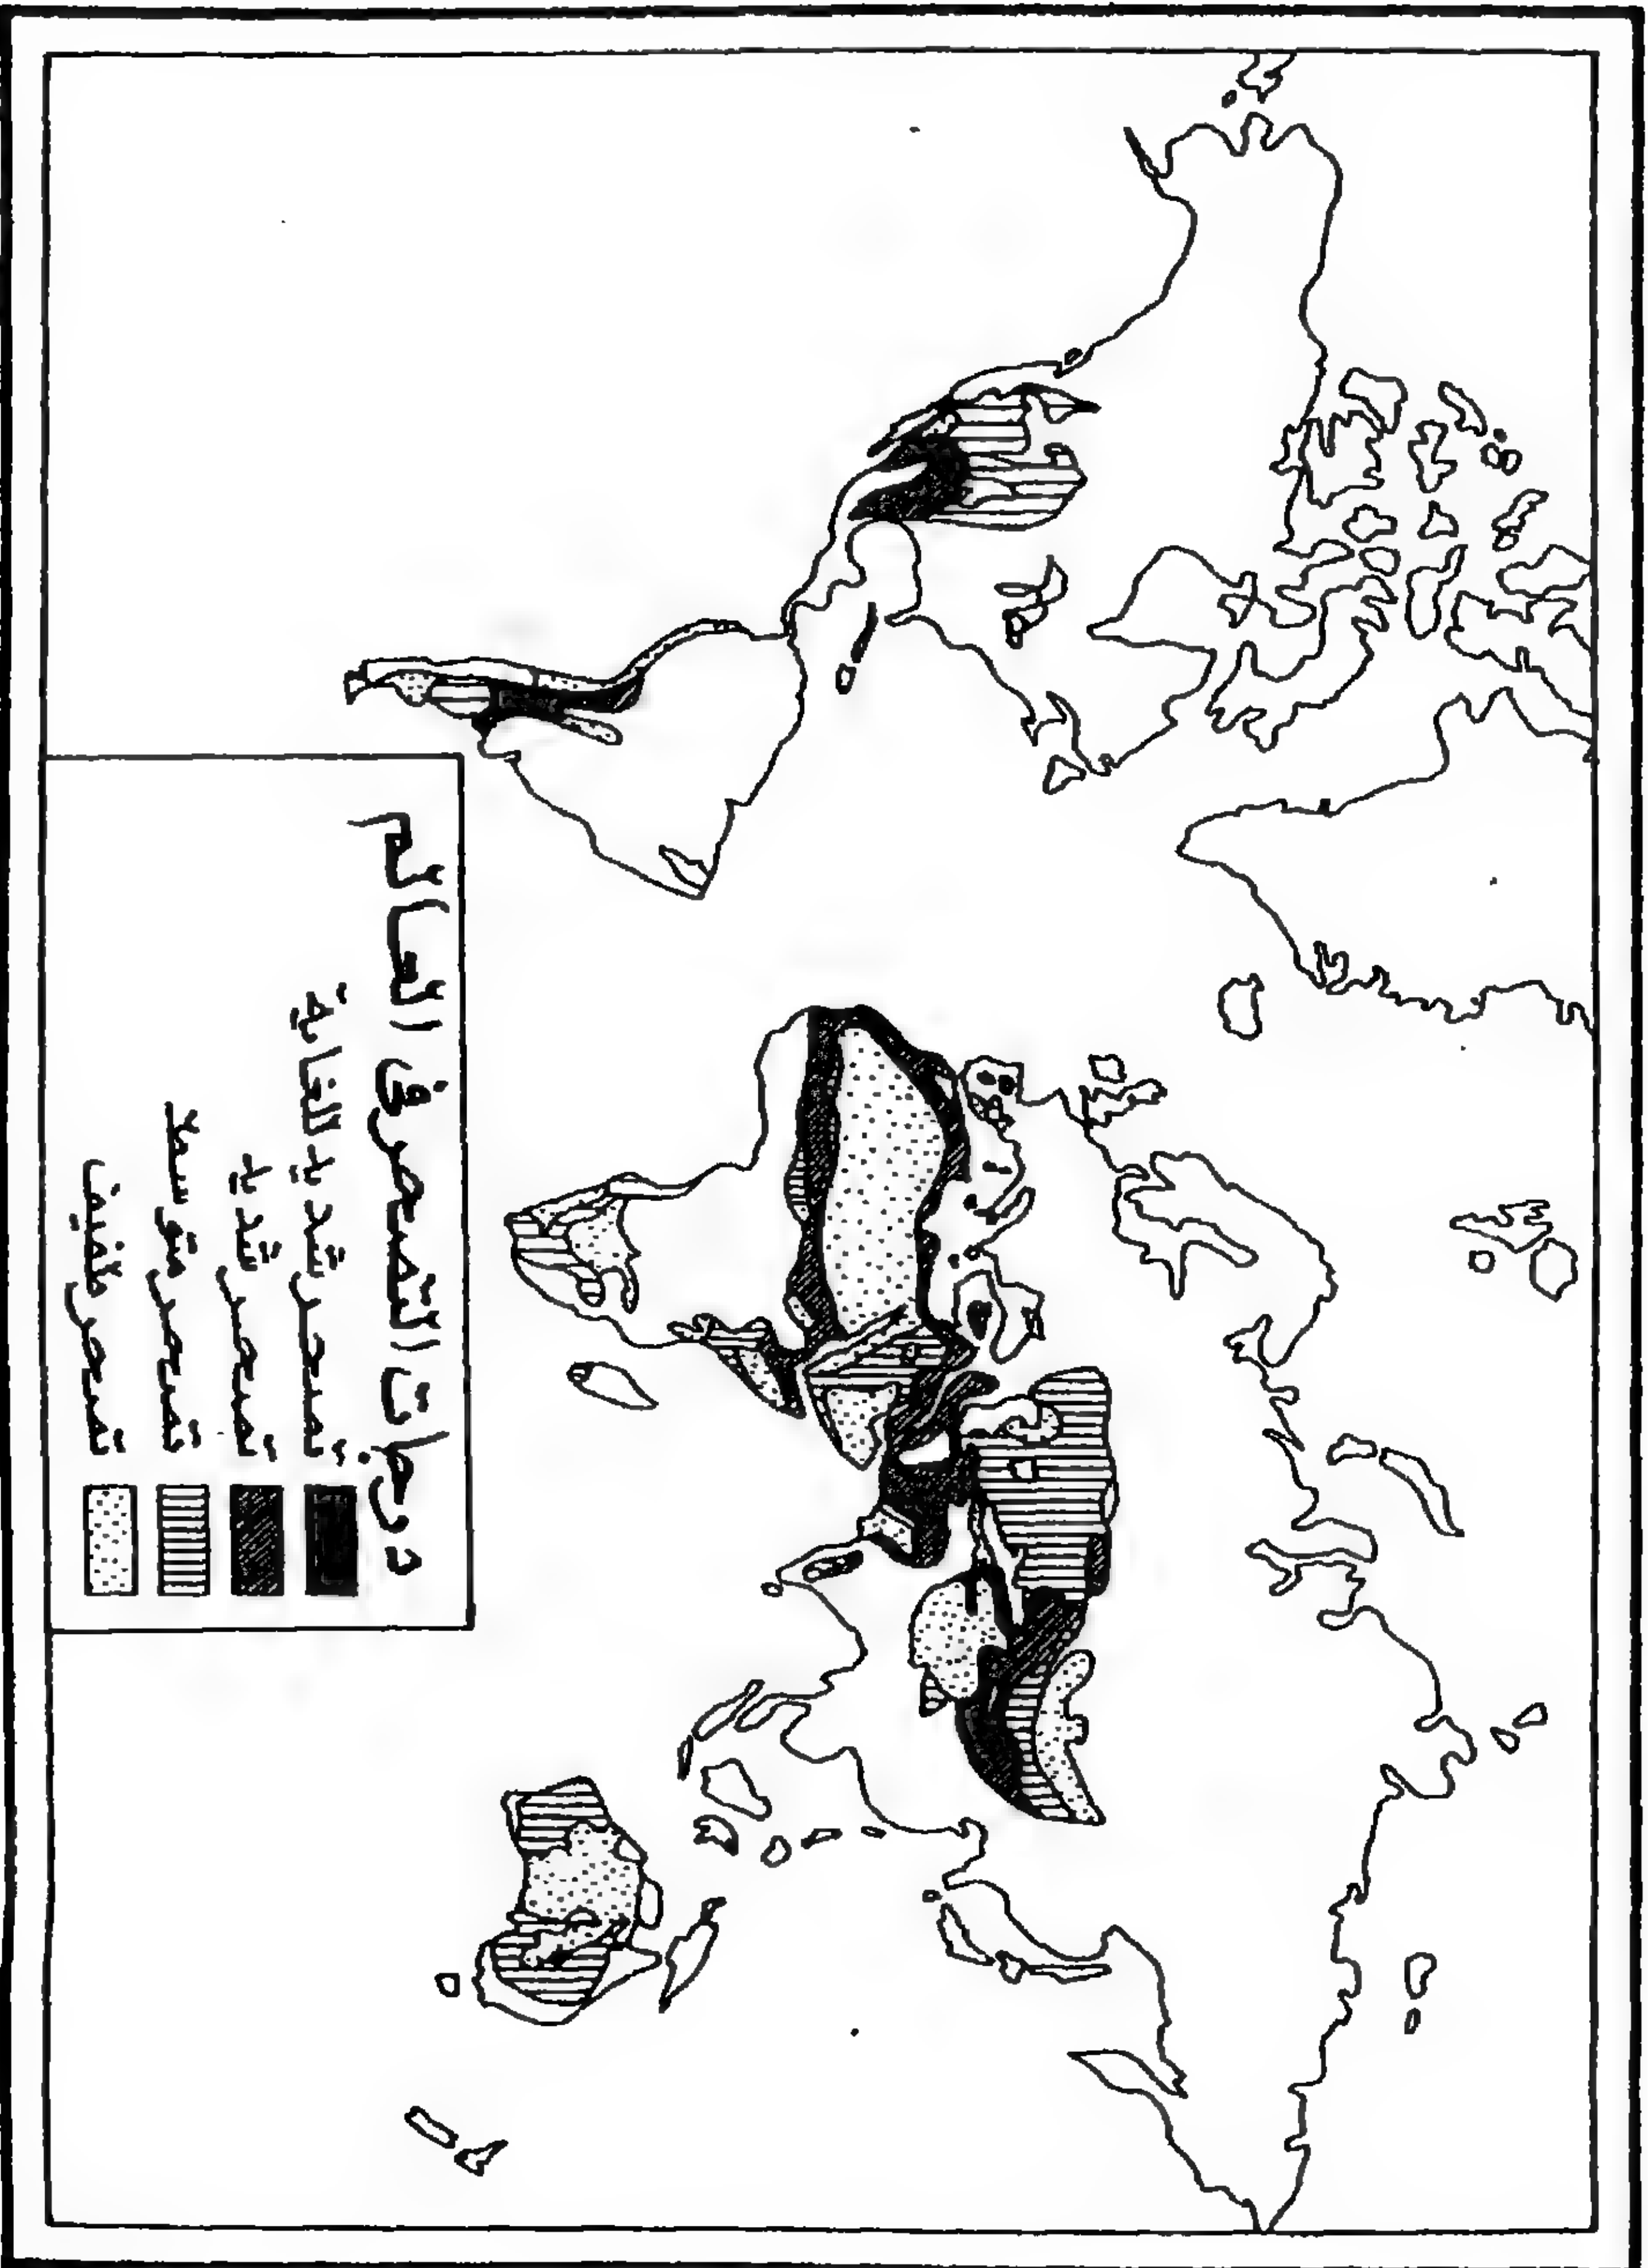 درجات التصحر في العالم
تصحر شديد للغاية
تصحر شديد
تصحر متوسط
تصحر طفيف